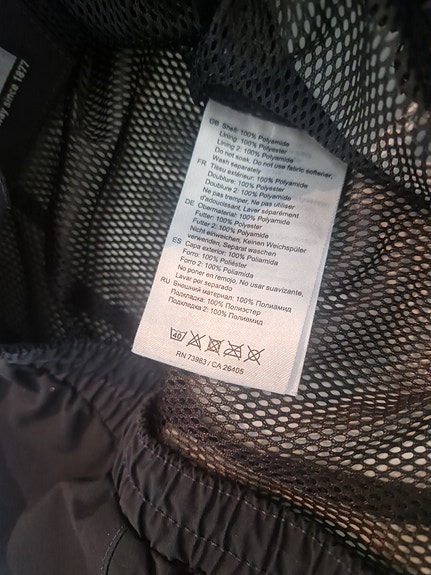 since 1877
GB Shell: 100% Polyamide
Lining: 100% Polyester
Lining 2: 100% Polyamide
Do not soak. Do not use fabric softener,
Wash separately
FR Tissu extérieur: 100% Polyamide
Doublure: 100% Polyester
Doublure 2: 100% Polyamide
Ne pas tremper, Ne pas utiliser
d'adoucissant, Laver séparément
DE Obermaterial: 100% Polyamide
Futter: 100% Polyester
Futter 2: 100% Polyamide
Nicht einweichen, Keinen Weichspüler
verwenden, Separat waschen
ES Capa exterior: 100% Poliamida
Forro: 100% Poliéster
Forro 2: 100% Poliamida
No poner en remojo. No usar suavizante,
Lavar por separado
RU Внешний материал: 100% Полиамид
Подкладка: 100% Полиэстер
Подкладка 2: 100% Полиамид
40
RN 73983 / CA 26405